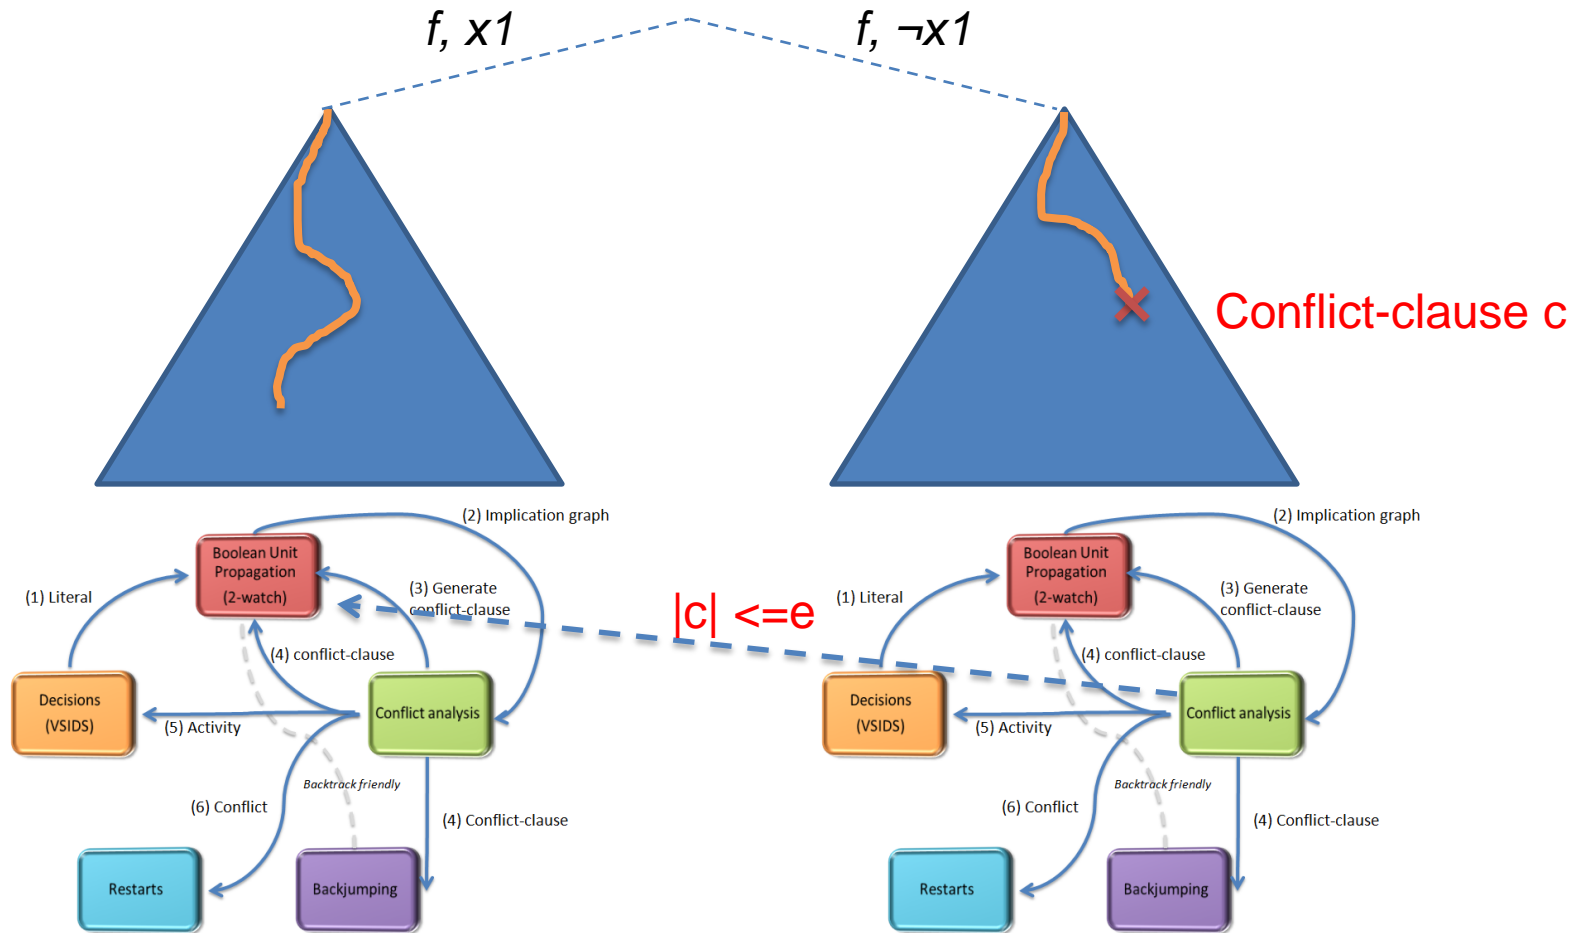 f, x1
f, ¬x1
Conflict-clause c
(2) Implication graph
Boolean Unit
Propagation
(2-watch)
(1) Literal
(3) Generate
conflict-clause
(4) conflict-clause
Decisions
(VSIDS)
(5) Activity
Conflict analysis
Backtrack friendly
(6) Conflict
(4) Conflict-clause
Restarts
Backjumping
|c| <=e
(2) Implication graph
Boolean Unit
Propagation
(2-watch)
(1) Literal
(3) Generate
conflict-clause
(4) conflict-clause
Decisions
(VSIDS)
(5) Activity
Conflict analysis
Backtrack friendly
(6) Conflict
(4) Conflict-clause
Restarts
Backjumping